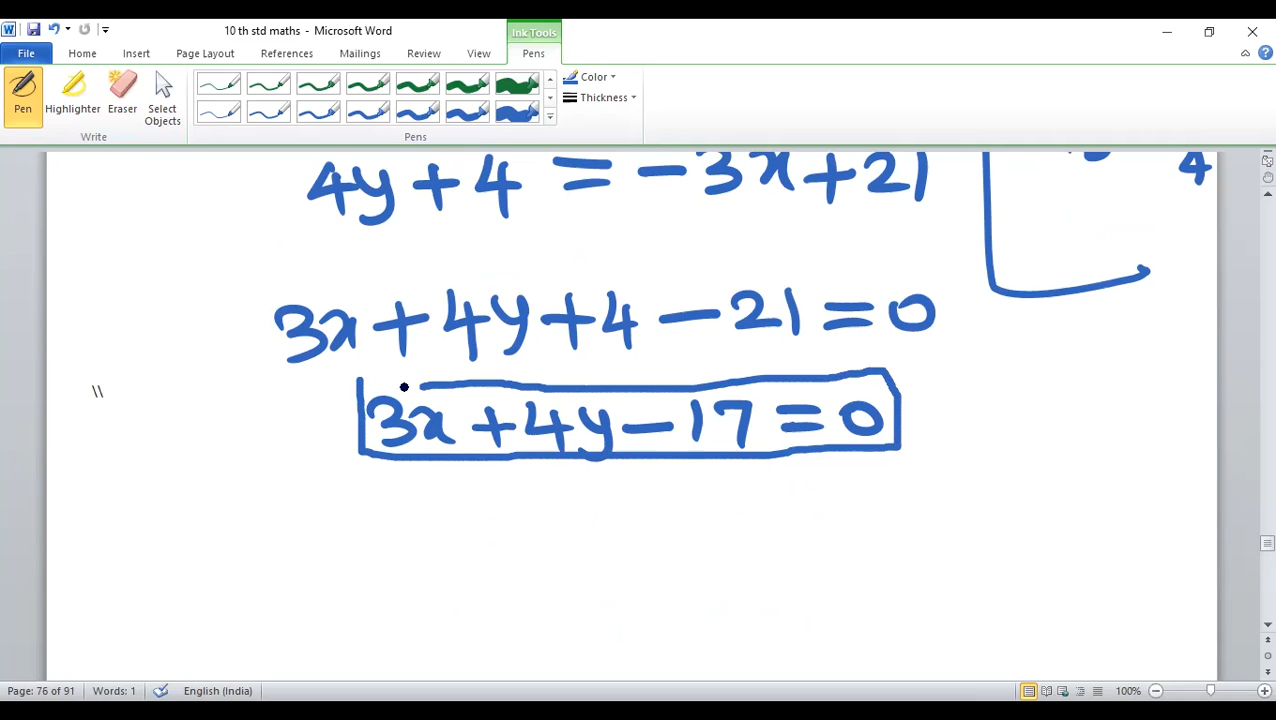 10 th std maths - Microsoft Word
Ink Tools
File Home Insert Page Layout References Mailings Review View Pens
Pen Highlighter Eraser Select Objects
Color
Thickness
Write Pens
4y + 4 = -3x + 21
4
3x + 4y + 4 - 21 = 0
\\
3x + 4y - 17 = 0
Page: 76 of 91 Words: 1 English (India) 100%